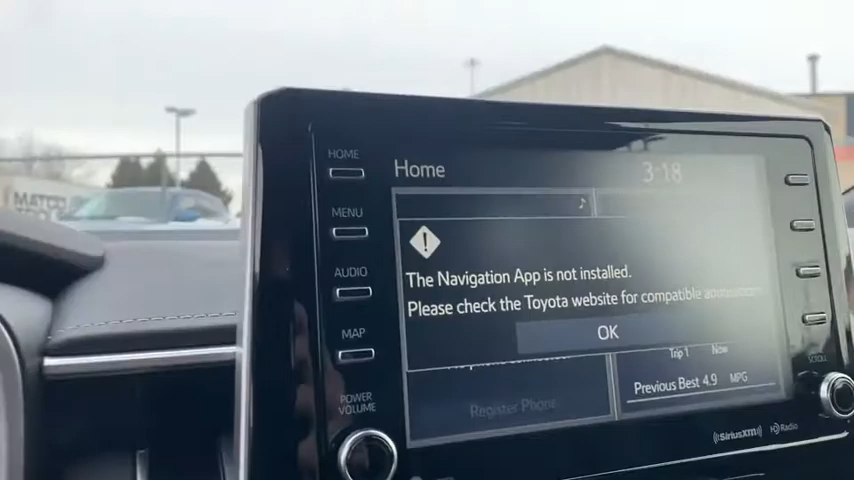 HOME
Home
3:18
MENU
AUDIO
MAP
POWER
VOLUME
The Navigation App is not installed.
Please check the Toyota website for compatible
OK
Register Phone
Trip 1 Now
Previous Best 4.9 MPG
SCROLL
SiriusXM
HD Radio
MATCO